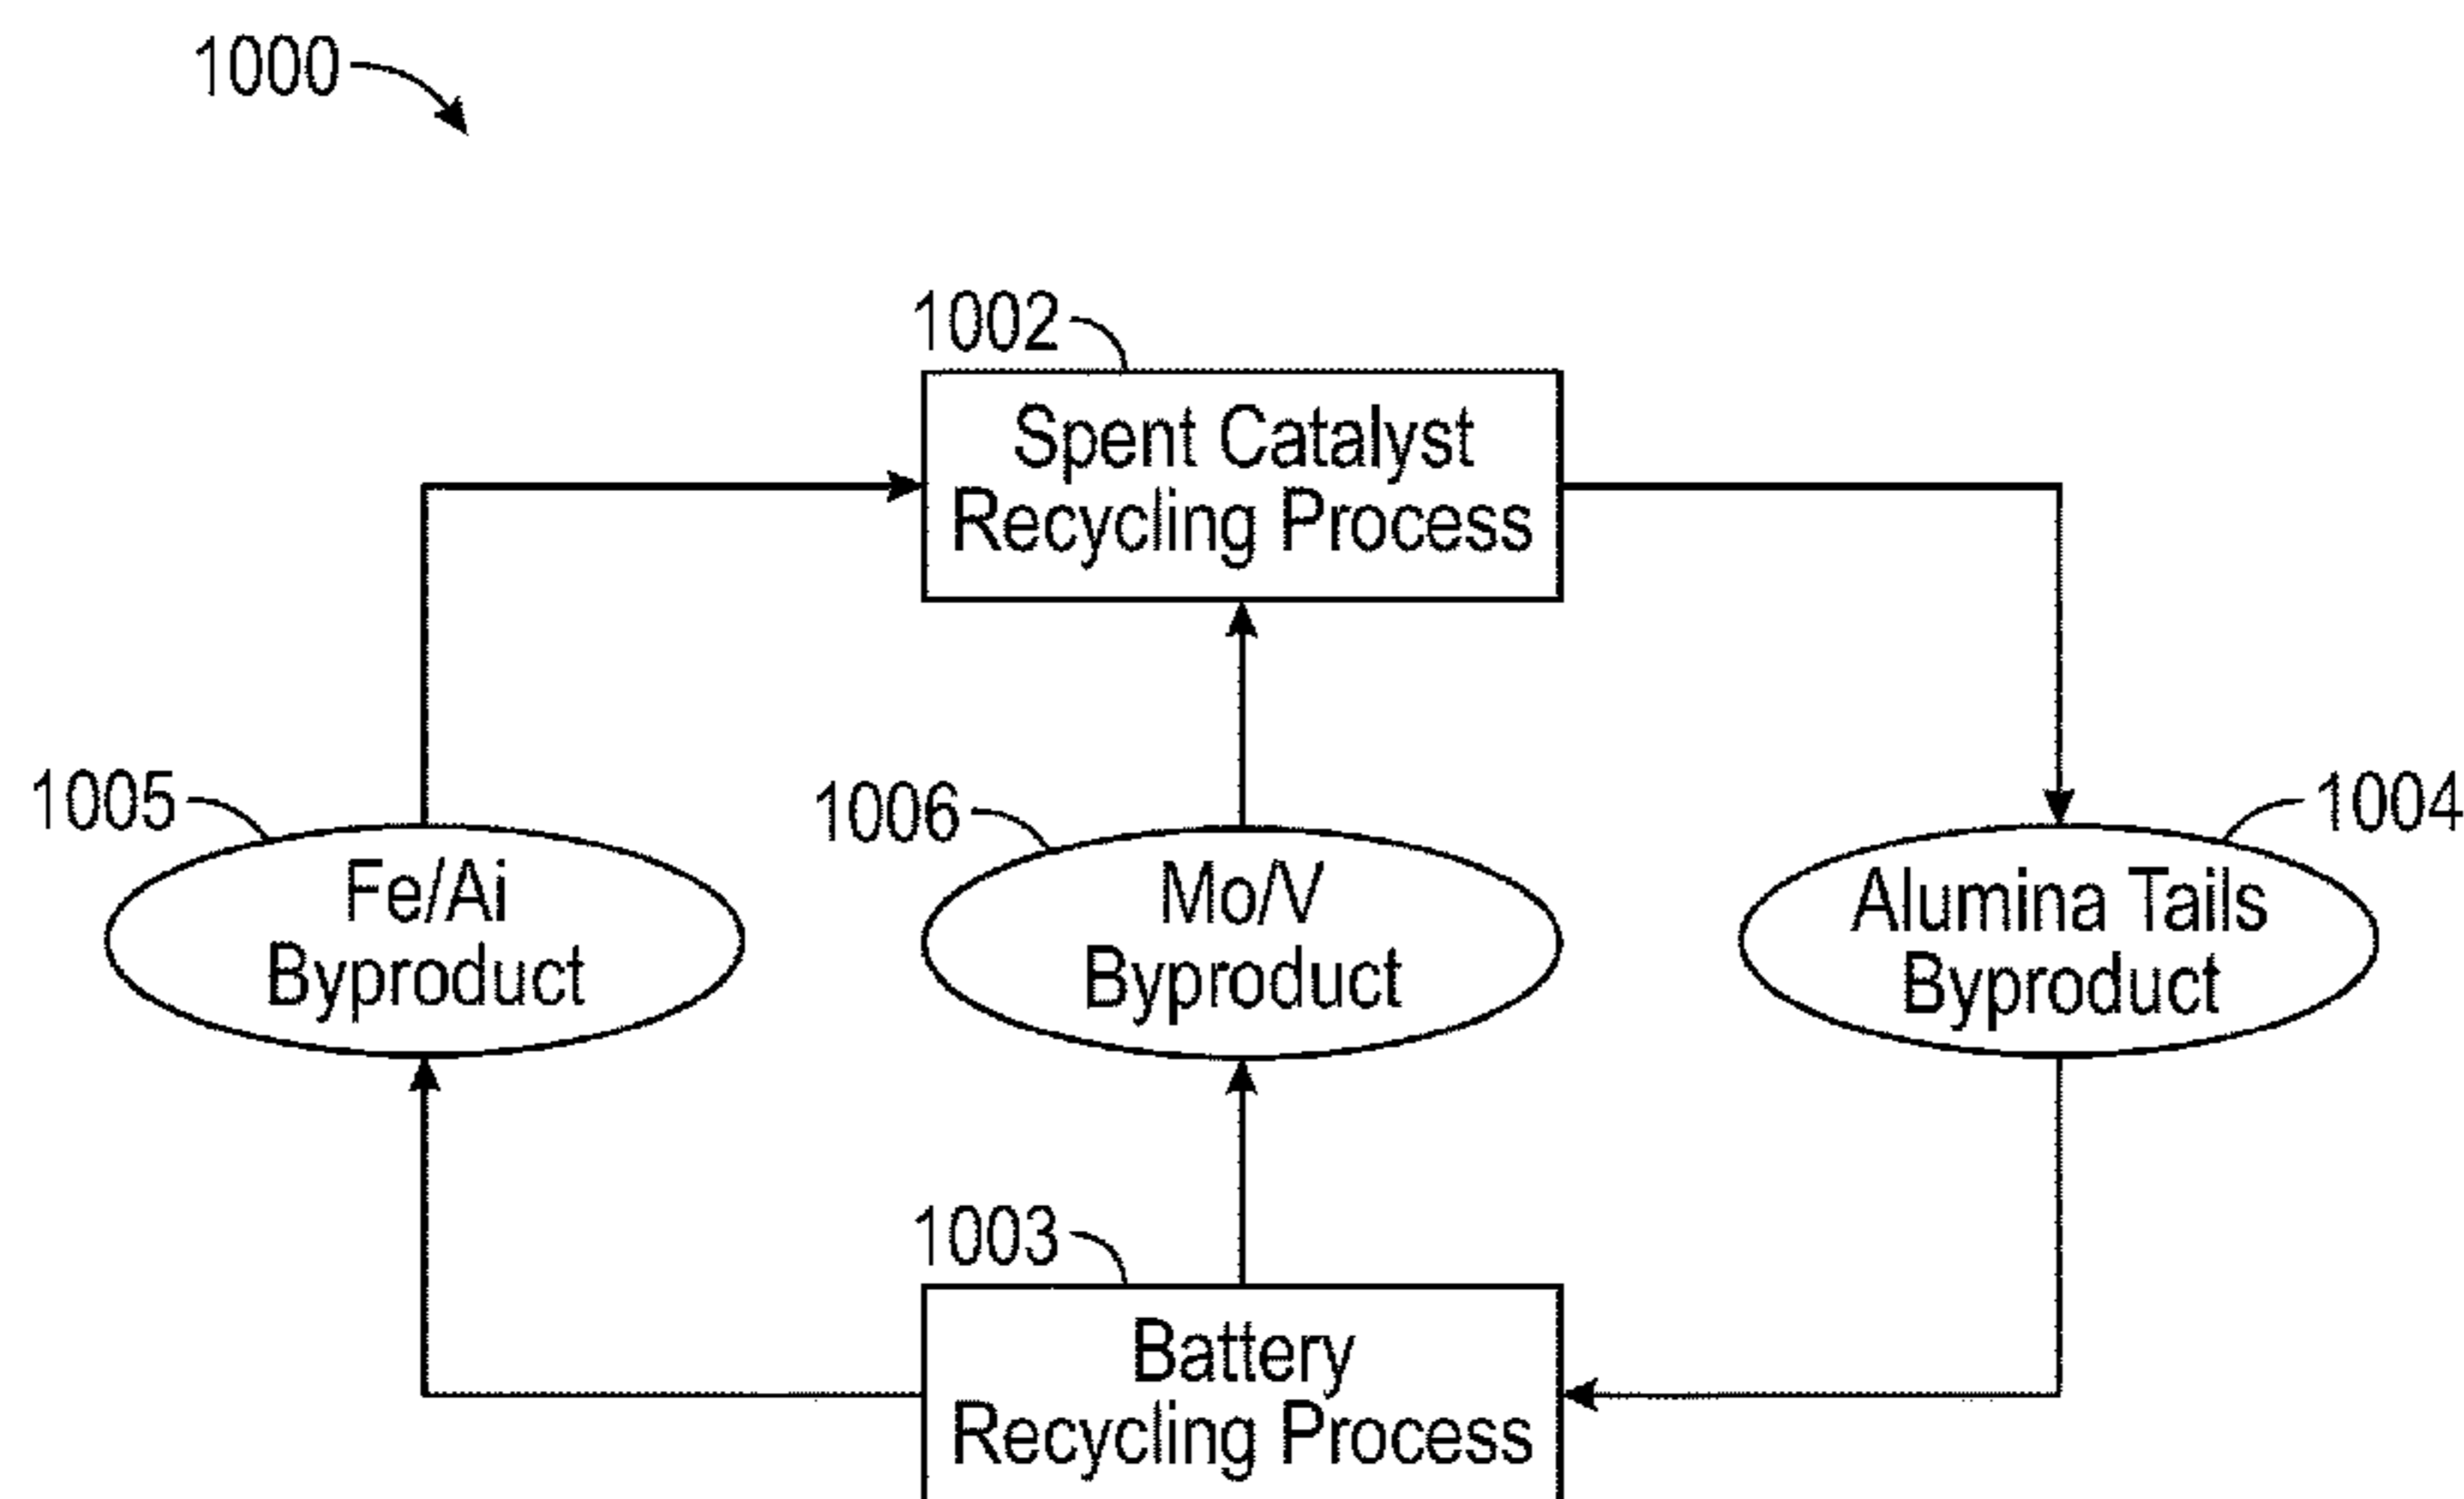 1000
1002
Spent Catalyst
Recycling Process
1005
Fe/Ai
Byproduct
1006
Mo/V
Byproduct
1004
Alumina Tails
Byproduct
1003
Battery
Recycling Process